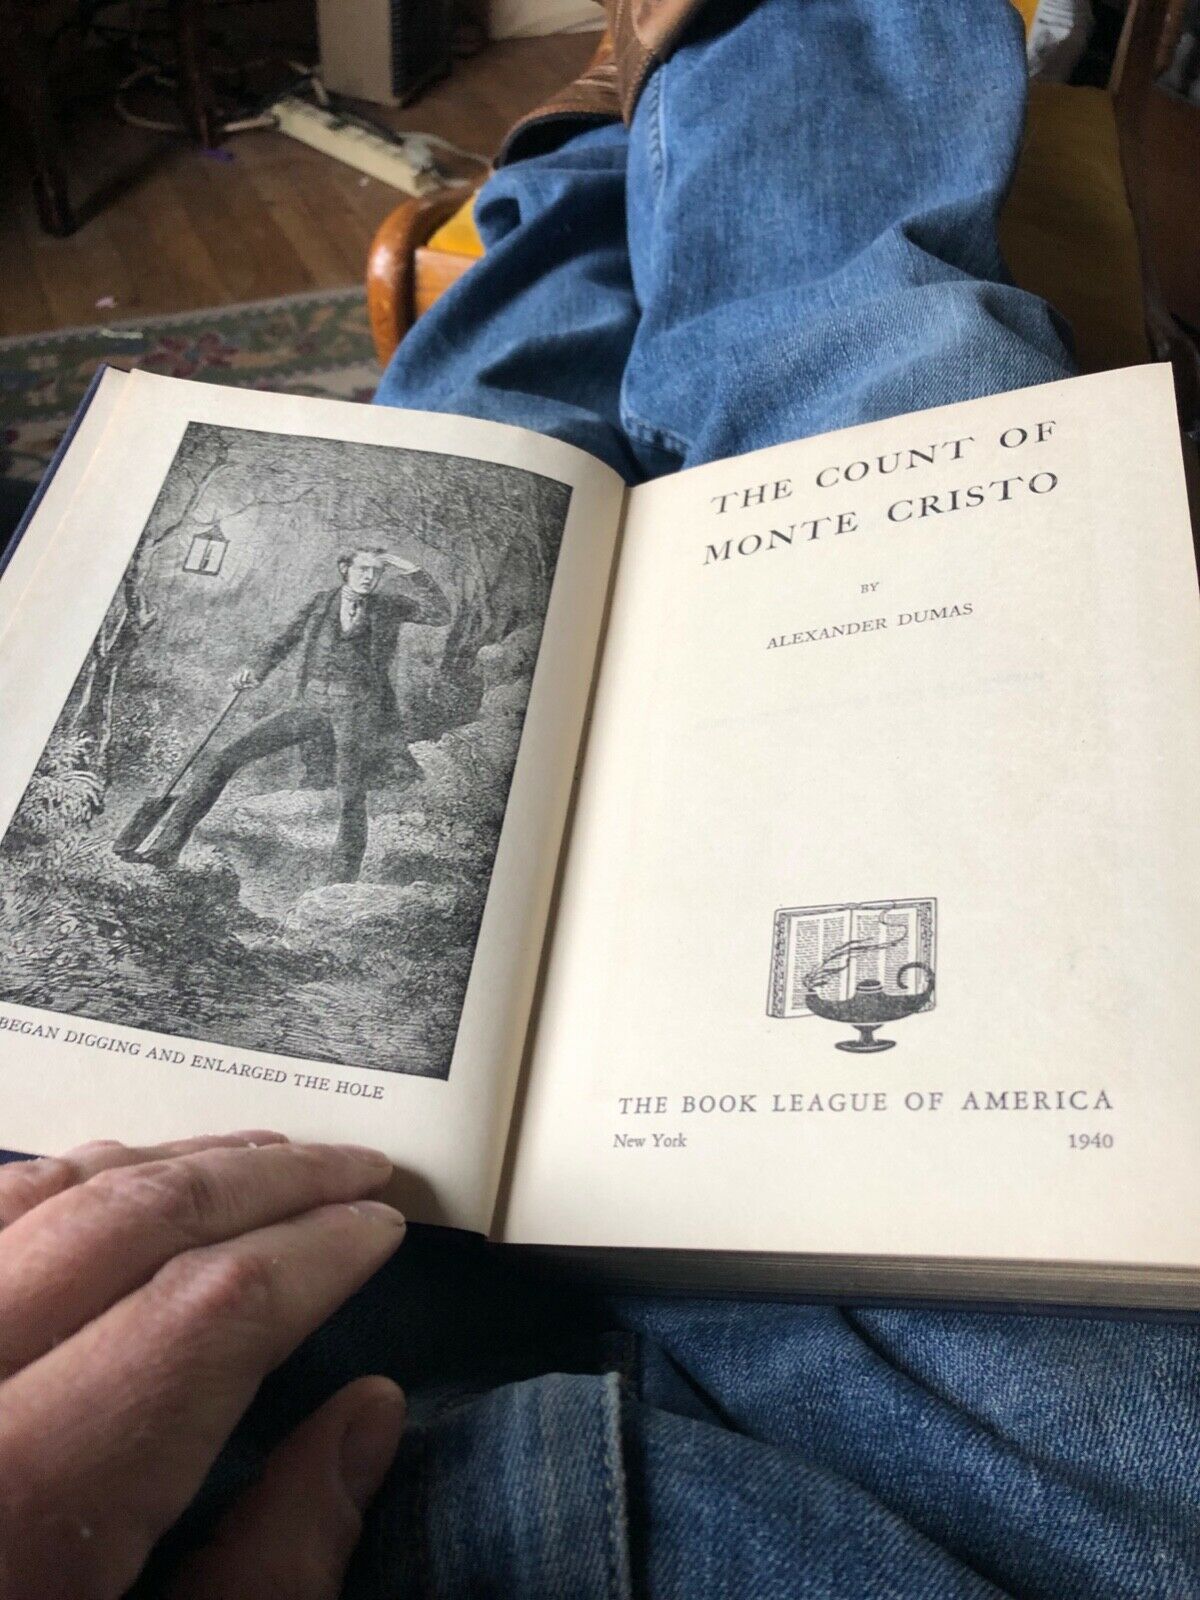 BEGAN DIGGING AND ENLARGED THE HOLE
THE COUNT OF
MONTE CRISTO
BY
ALEXANDER DUMAS
THE BOOK LEAGUE OF AMERICA
New York 1940